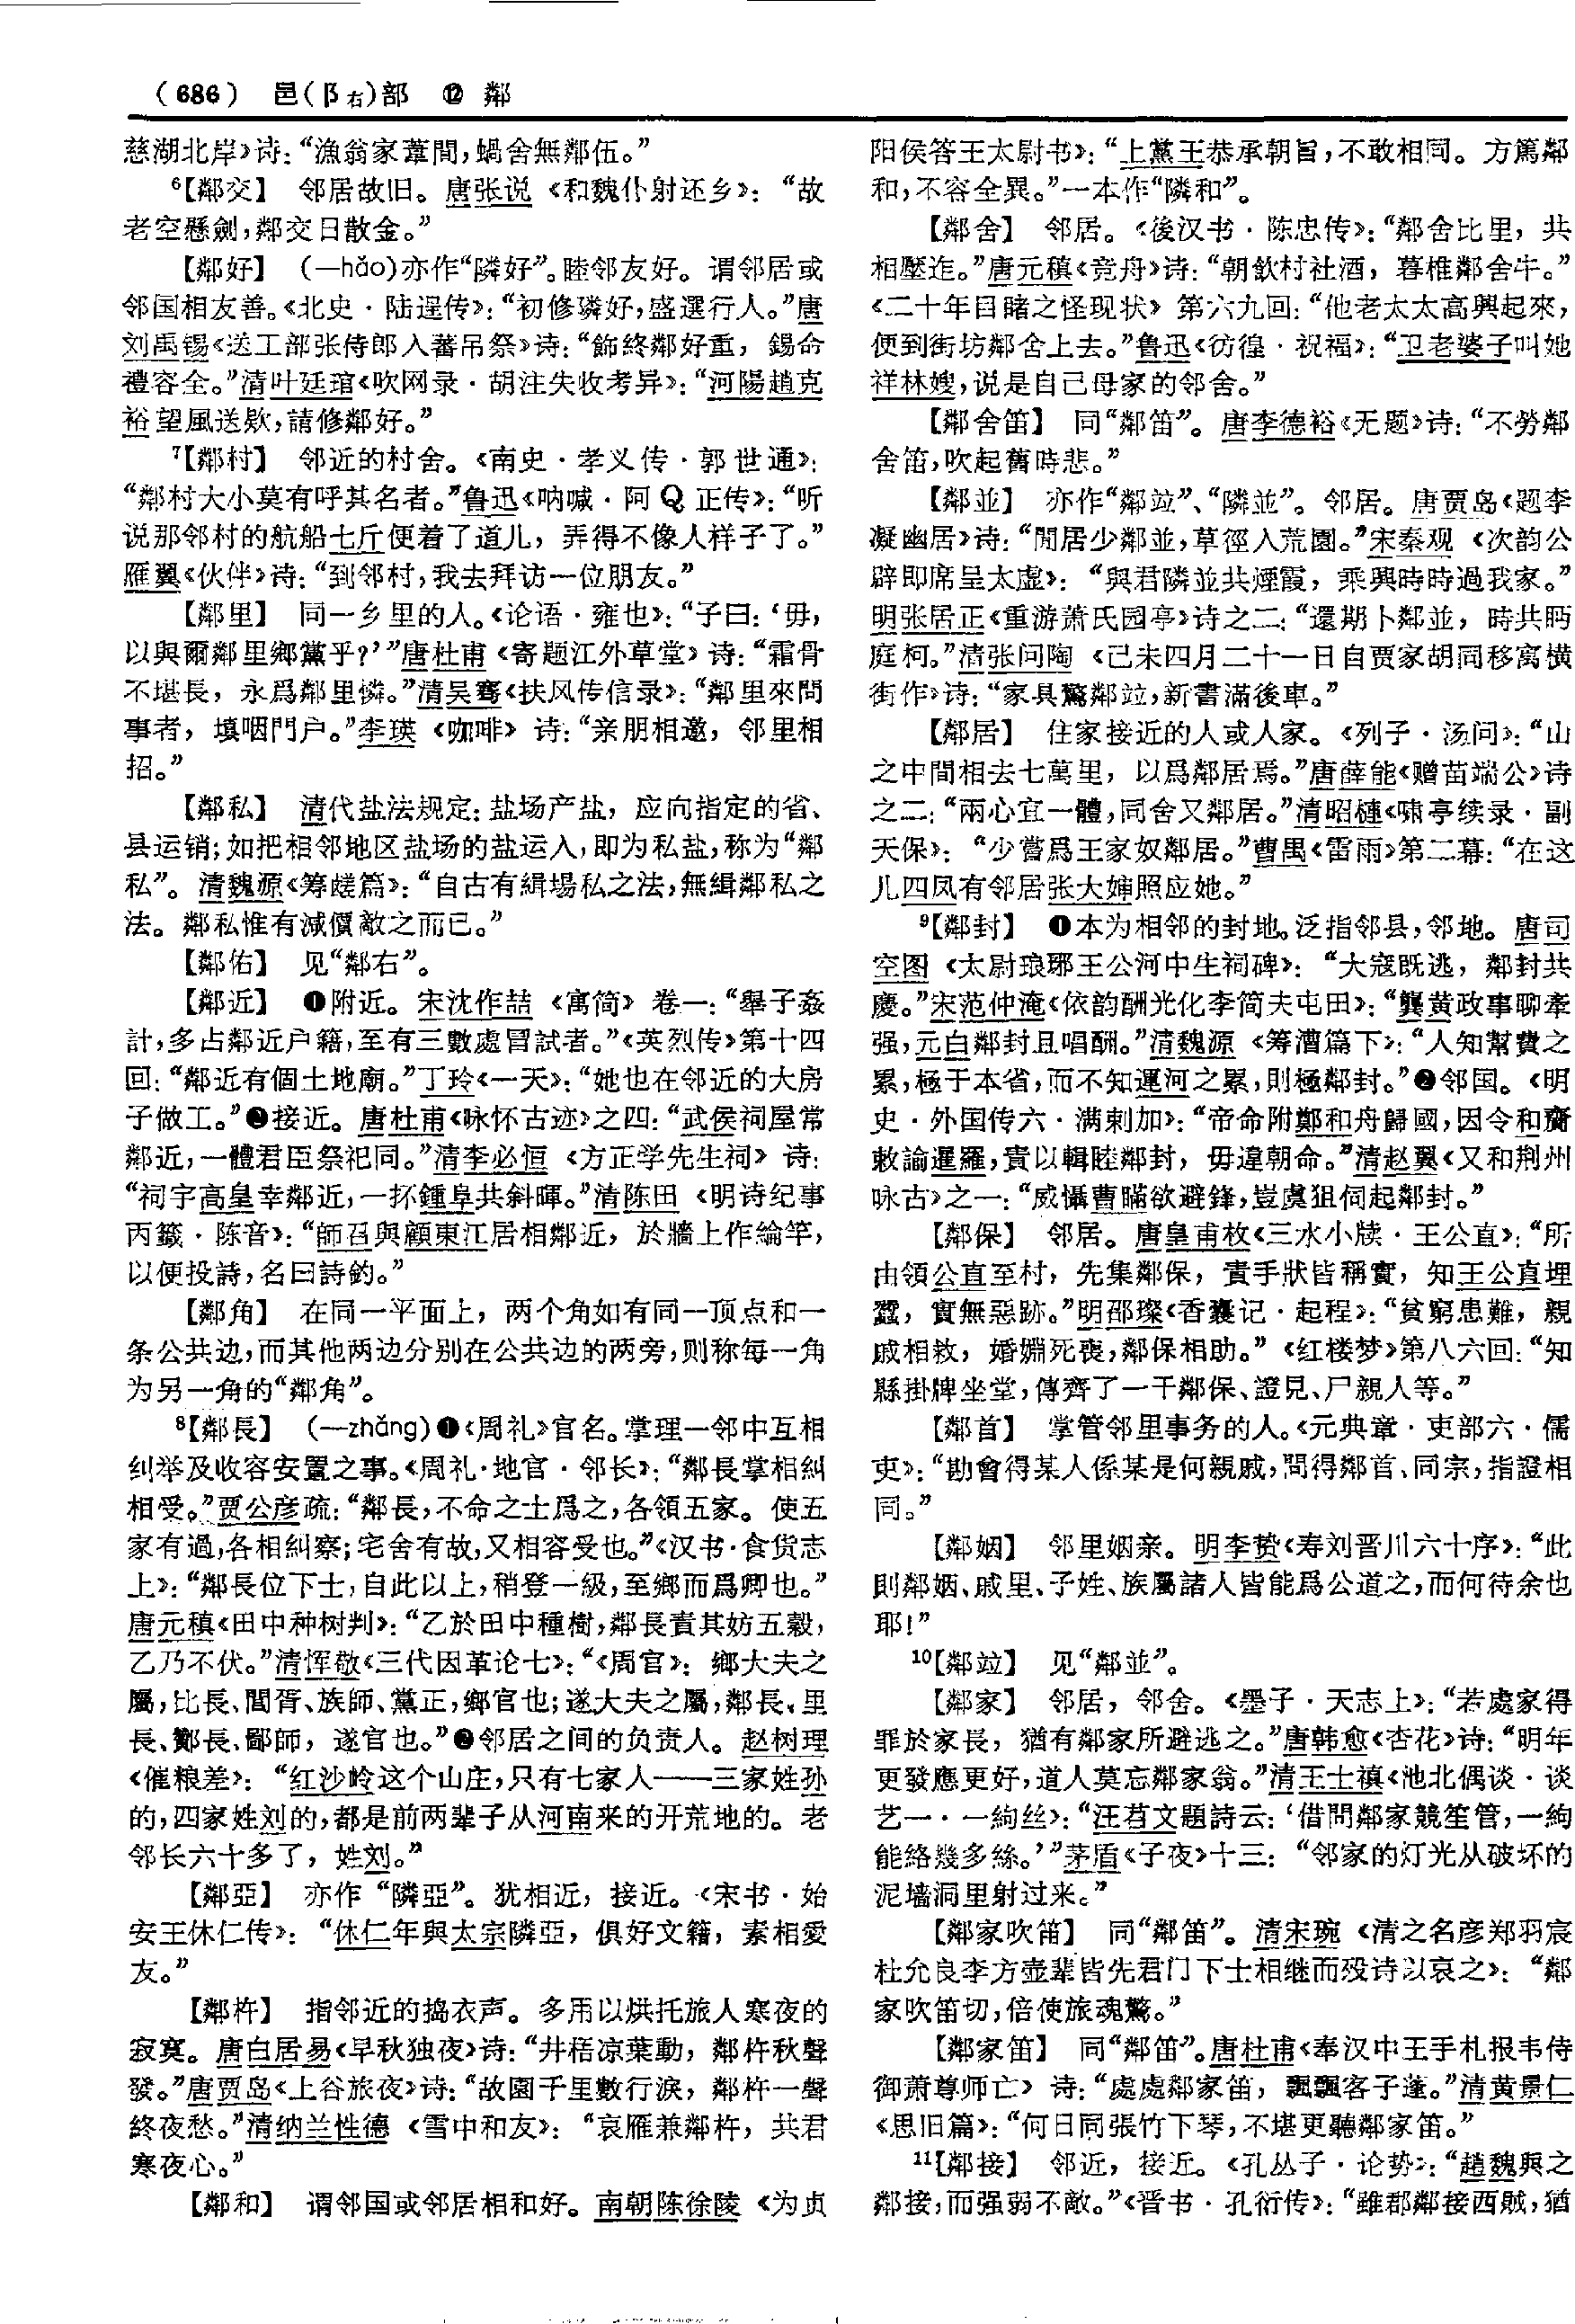 （686） 邑(阝右)部 ⑫ 鄰
慈湖北岸》诗：“漁翁家葦間，蝸舍無鄰伍。”
⁶【鄰交】 邻居故旧。唐张说《和魏仆射还乡》：“故
老空懸劍，鄰交日散金。”
【鄰好】 （—hǎo）亦作“隣好”。睦邻友好。谓邻居或
邻国相友善。《北史·陆逞传》：“初修隣好，盛選行人。”唐
刘禹锡《送工部张侍郎入蕃吊祭》诗：“飾終鄰好重，錫命
禮容全。”清叶廷琯《吹网录·胡注失收考异》：“河陽趙克
裕望風送欵，請修鄰好。”
⁷【鄰村】 邻近的村舍。《南史·孝义传·郭世通》：
“鄰村大小莫有呼其名者。”鲁迅《呐喊·阿Q正传》：“听
说那邻村的航船七斤便着了道儿，弄得不像人样子了。”
雁翼《伙伴》诗：“到邻村，我去拜访一位朋友。”
【鄰里】 同一乡里的人。《论语·雍也》：“子曰：‘毋，
以與爾鄰里鄉黨乎？’”唐杜甫《寄题江外草堂》诗：“霜骨
不堪長，永爲鄰里憐。”清吴骞《扶风传信录》：“鄰里來問
事者，填咽門户。”李瑛《咖啡》诗：“亲朋相邀，邻里相
招。”
【鄰私】 清代盐法规定：盐场产盐，应向指定的省、
县运销；如把相邻地区盐场的盐运入，即为私盐，称为“鄰
私”。清魏源《筹鹾篇》：“自古有緝場私之法，無緝鄰私之
法。鄰私惟有減價敵之而已。”
【鄰佑】 见“鄰右”。
【鄰近】 ❶附近。宋沈作喆《寓简》卷一：“舉子姦
計，多占鄰近户籍，至有三數處冒試者。”《英烈传》第十四
回：“鄰近有個土地廟。”丁玲《一天》：“她也在邻近的大房
子做工。”❷接近。唐杜甫《咏怀古迹》之四：“武侯祠屋常
鄰近，一體君臣祭祀同。”清李必恒《方正学先生祠》诗：
“祠宇高皇幸鄰近，一抔鍾阜共斜暉。”清陈田《明诗纪事
丙籤·陈音》：“師召與顧東江居相鄰近，於牆上作綸竿，
以便投詩，名曰詩釣。”
【鄰角】 在同一平面上，两个角如有同一顶点和一
条公共边，而其他两边分别在公共边的两旁，则称每一角
为另一角的“鄰角”。
⁸【鄰長】 （—zhǎng）❶《周礼》官名。掌理一邻中互相
纠举及收容安置之事。《周礼·地官·邻长》：“鄰長掌相糾
相受。”贾公彦疏：“鄰長，不命之士爲之，各領五家。使五
家有過，各相糾察；宅舍有故，又相容受也。”《汉书·食货志
上》：“鄰長位下士，自此以上，稍登一級，至鄉而爲卿也。”
唐元稹《田中种树判》：“乙於田中種樹，鄰長責其妨五穀，
乙乃不伏。”清恽敬《三代因革论七》：“《周官》：鄉大夫之
屬，比長、閭胥、族師、黨正，鄉官也；遂大夫之屬，鄰長、里
長、酇長、鄙師，遂官也。”❷邻居之间的负责人。赵树理
《催粮差》：“红沙岭这个山庄，只有七家人——三家姓孙
的，四家姓刘的，都是前两辈子从河南来的开荒地的。老
邻长六十多了，姓刘。”
【鄰亞】 亦作“隣亞”。犹相近，接近。《宋书·始
安王休仁传》：“休仁年與太宗隣亞，俱好文籍，素相愛
友。”
【鄰杵】 指邻近的捣衣声。多用以烘托旅人寒夜的
寂寞。唐白居易《早秋独夜》诗：“井梧凉葉動，鄰杵秋聲
發。”唐贾岛《上谷旅夜》诗：“故園千里數行淚，鄰杵一聲
終夜愁。”清纳兰性德《雪中和友》：“哀雁兼鄰杵，共君
寒夜心。”
【鄰和】 谓邻国或邻居相和好。南朝陈徐陵《为贞
阳侯答王太尉书》：“上黨王恭承朝旨，不敢相同。方篤鄰
和，不容全異。”一本作“隣和”。
【鄰舍】 邻居。《後汉书·陈忠传》：“鄰舍比里，共
相壓迮。”唐元稹《竞舟》诗：“朝飲村社酒，暮椎鄰舍牛。”
《二十年目睹之怪现状》第六九回：“他老太太高興起來，
便到街坊鄰舍上去。”鲁迅《彷徨·祝福》：“卫老婆子叫她
祥林嫂，说是自己母家的邻舍。”
【鄰舍笛】 同“鄰笛”。唐李德裕《无题》诗：“不勞鄰
舍笛，吹起舊時悲。”
【鄰並】 亦作“鄰竝”、“隣並”。邻居。唐贾岛《题李
凝幽居》诗：“閒居少鄰並，草徑入荒園。”宋秦观《次韵公
辟即席呈太虚》：“與君隣並共煙霞，乘興時時過我家。”
明张居正《重游萧氏园亭》诗之二：“還期卜鄰並，時共眄
庭柯。”清张问陶《己未四月二十一日自贾家胡同移寓横
街作》诗：“家具驚鄰竝，新書滿後車。”
【鄰居】 住家接近的人或人家。《列子·汤问》：“山
之中間相去七萬里，以爲鄰居焉。”唐薛能《赠苗端公》诗
之二：“兩心宜一體，同舍又鄰居。”清昭槤《啸亭续录·副
天保》：“少嘗爲王家奴鄰居。”曹禺《雷雨》第二幕：“在这
儿四凤有邻居张大婶照应她。”
⁹【鄰封】 ❶本为相邻的封地。泛指邻县，邻地。唐司
空图《太尉琅琊王公河中生祠碑》：“大寇既逃，鄰封共
慶。”宋范仲淹《依韵酬光化李简夫屯田》：“龔黄政事聊牽
强，元白鄰封且唱酬。”清魏源《筹漕篇下》：“人知幫費之
累，極于本省，而不知運河之累，則極鄰封。”❷邻国。《明
史·外国传六·满剌加》：“帝命附鄭和舟歸國，因令和齎
敕諭暹羅，責以輯睦鄰封，毋違朝命。”清赵翼《又和荆州
咏古》之一：“威懾曹瞞欲避鋒，豈虞狙伺起鄰封。”
【鄰保】 邻居。唐皇甫枚《三水小牍·王公直》：“所
由領公直至村，先集鄰保，責手狀皆稱實，知王公直埋
蠶，實無惡跡。”明邵璨《香囊记·起程》：“貧窮患難，親
戚相救，婚姻死喪，鄰保相助。”《红楼梦》第八六回：“知
縣掛牌坐堂，傳齊了一干鄰保、證見、尸親人等。”
【鄰首】 掌管邻里事务的人。《元典章·吏部六·儒
吏》：“勘會得某人係某是何親戚，問得鄰首、同宗，指證相
同。”
【鄰姻】 邻里姻亲。明李贽《寿刘晋川六十序》：“此
則鄰姻、戚里、子姓、族屬諸人皆能爲公道之，而何待余也
耶！”
¹⁰【鄰竝】 见“鄰並”。
【鄰家】 邻居，邻舍。《墨子·天志上》：“若處家得
罪於家長，猶有鄰家所避逃之。”唐韩愈《杏花》诗：“明年
更發應更好，道人莫忘鄰家翁。”清王士禛《池北偶谈·谈
艺一·一絇丝》：“汪苕文題詩云：‘借問鄰家競笙管，一絇
能絡幾多絲。’”茅盾《子夜》十三：“邻家的灯光从破坏的
泥墙洞里射过来。”
【鄰家吹笛】 同“鄰笛”。清宋琬《清之名彦郑羽宸
杜允良李方壶辈皆先君门下士相继而殁诗以哀之》：“鄰
家吹笛切，倍使旅魂驚。”
【鄰家笛】 同“鄰笛”。唐杜甫《奉汉中王手札报韦侍
御萧尊师亡》诗：“處處鄰家笛，飄飄客子蓬。”清黄景仁
《思旧篇》：“何日同張竹下琴，不堪更聽鄰家笛。”
¹¹【鄰接】 邻近，接近。《孔丛子·论势》：“趙魏與之
鄰接，而强弱不敵。”《晋书·孔衍传》：“雖郡鄰接西賊，猶